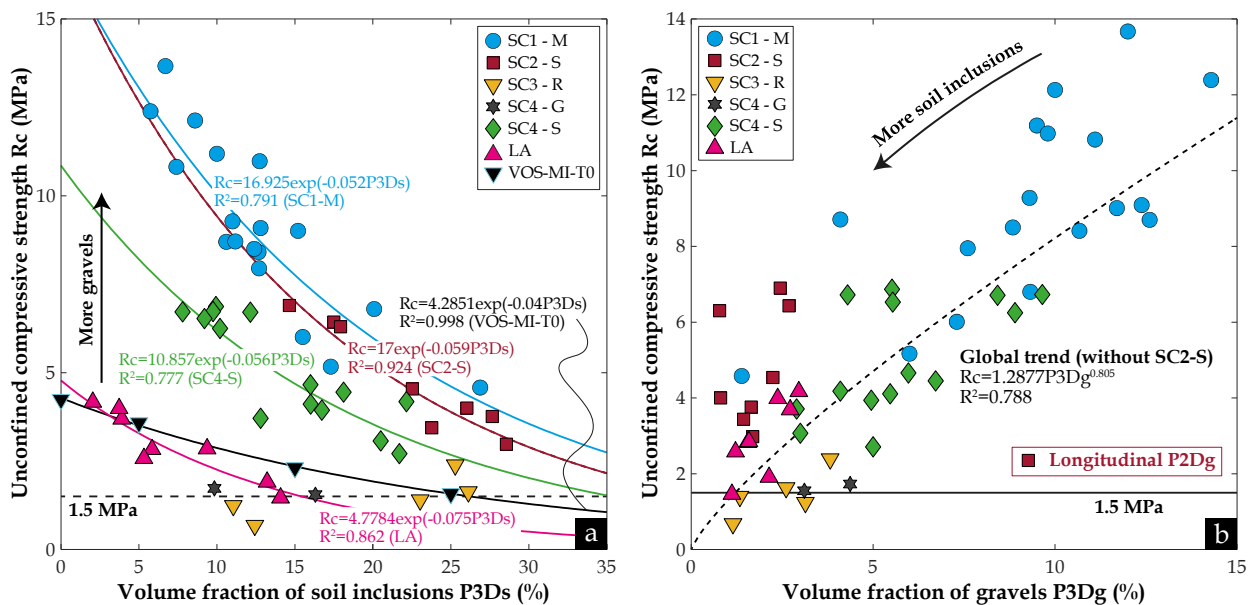 15
10
5
0
0
5
10
15
20
25
30
35
Unconfined compressive strength Rc (MPa)
Volume fraction of soil inclusions P3Ds (%)
SC1 - M
SC2 - S
SC3 - R
SC4 - G
SC4 - S
LA
VOS-MI-T0
Rc=16.925exp(-0.052P3Ds)
R²=0.791 (SC1-M)
More gravels
Rc=4.2851exp(-0.04P3Ds)
R²=0.998 (VOS-MI-T0)
Rc=10.857exp(-0.056P3Ds)
R²=0.777 (SC4-S)
Rc=17exp(-0.059P3Ds)
R²=0.924 (SC2-S)
1.5 MPa
Rc=4.7784exp(-0.075P3Ds)
R²=0.862 (LA)
a
14
12
10
8
6
4
2
0
0
5
10
15
Unconfined compressive strength Rc (MPa)
Volume fraction of gravels P3Dg (%)
SC1 - M
SC2 - S
SC3 - R
SC4 - G
SC4 - S
LA
More soil inclusions
Global trend (without SC2-S)
Rc=1.2877P3Dg^0.805
R²=0.788
Longitudinal P2Dg
1.5 MPa
b